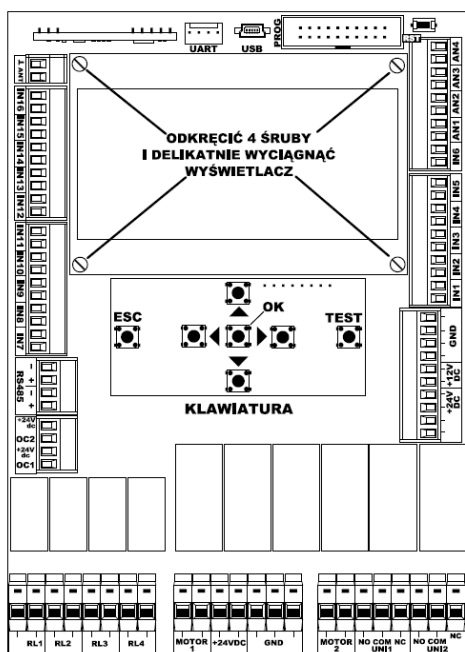 UART
USB
PROG
RST
ANT
IN16
IN15
IN14
IN13
IN12
IN11
IN10
IN9
IN8
IN7
RS485
- + - +
+24V dc
OC2
+24V dc
OC1
ODKRĘCIĆ 4 ŚRUBY
I DELIKATNIE WYCIĄGNĄĆ
WYŚWIETLACZ
ESC
OK
TEST
KLAWIATURA
AN4
AN3
AN2
AN1
IN6
IN5
IN4
IN3
IN2
IN1
GND
+12V DC
+24V DC
RL1 RL2 RL3 RL4
MOTOR 1 +24VDC GND
MOTOR 2 NO COM NC NO COM NC
UNI1 UNI2